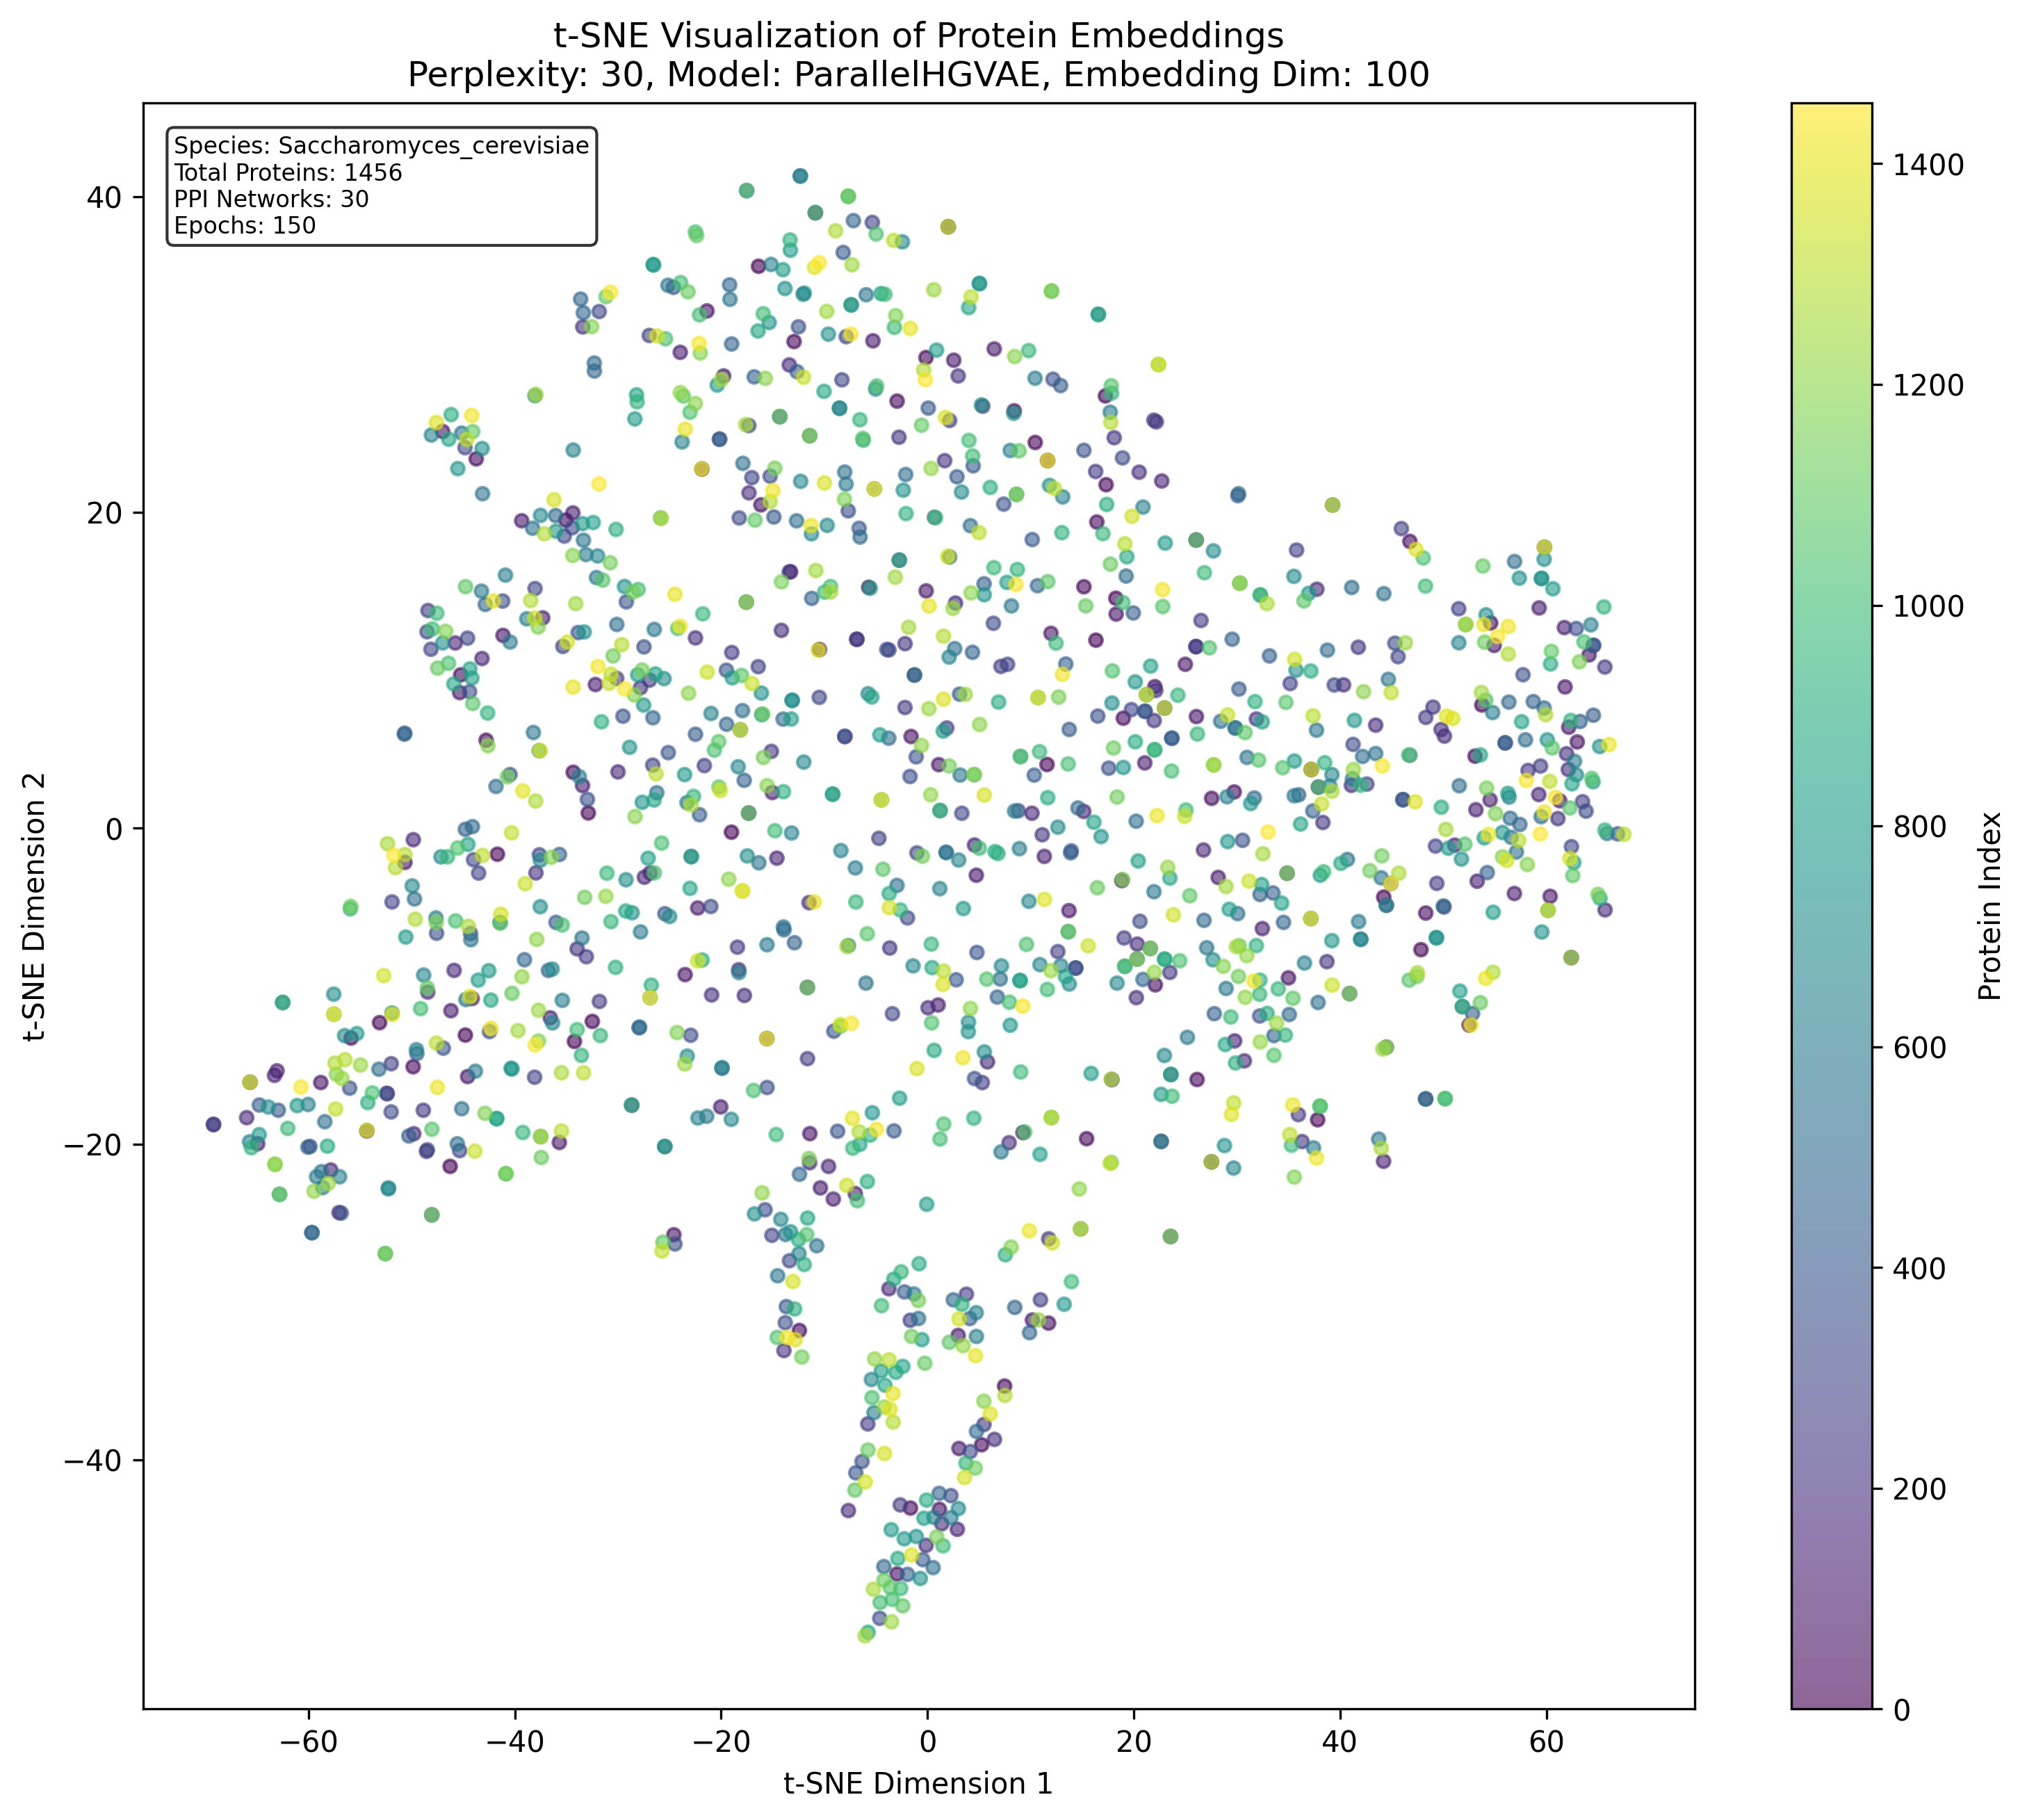 t-SNE Visualization of Protein Embeddings
Perplexity: 30, Model: ParallelHGVAE, Embedding Dim: 100
Species: Saccharomyces_cerevisiae
Total Proteins: 1456
PPI Networks: 30
Epochs: 150
40
20
0
−20
−40
t-SNE Dimension 2
−60
−40
−20
0
20
40
60
t-SNE Dimension 1
1400
1200
1000
800
600
400
200
0
Protein Index